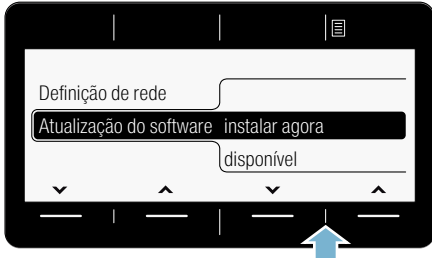 Definição de rede
Atualização do software instalar agora
disponível